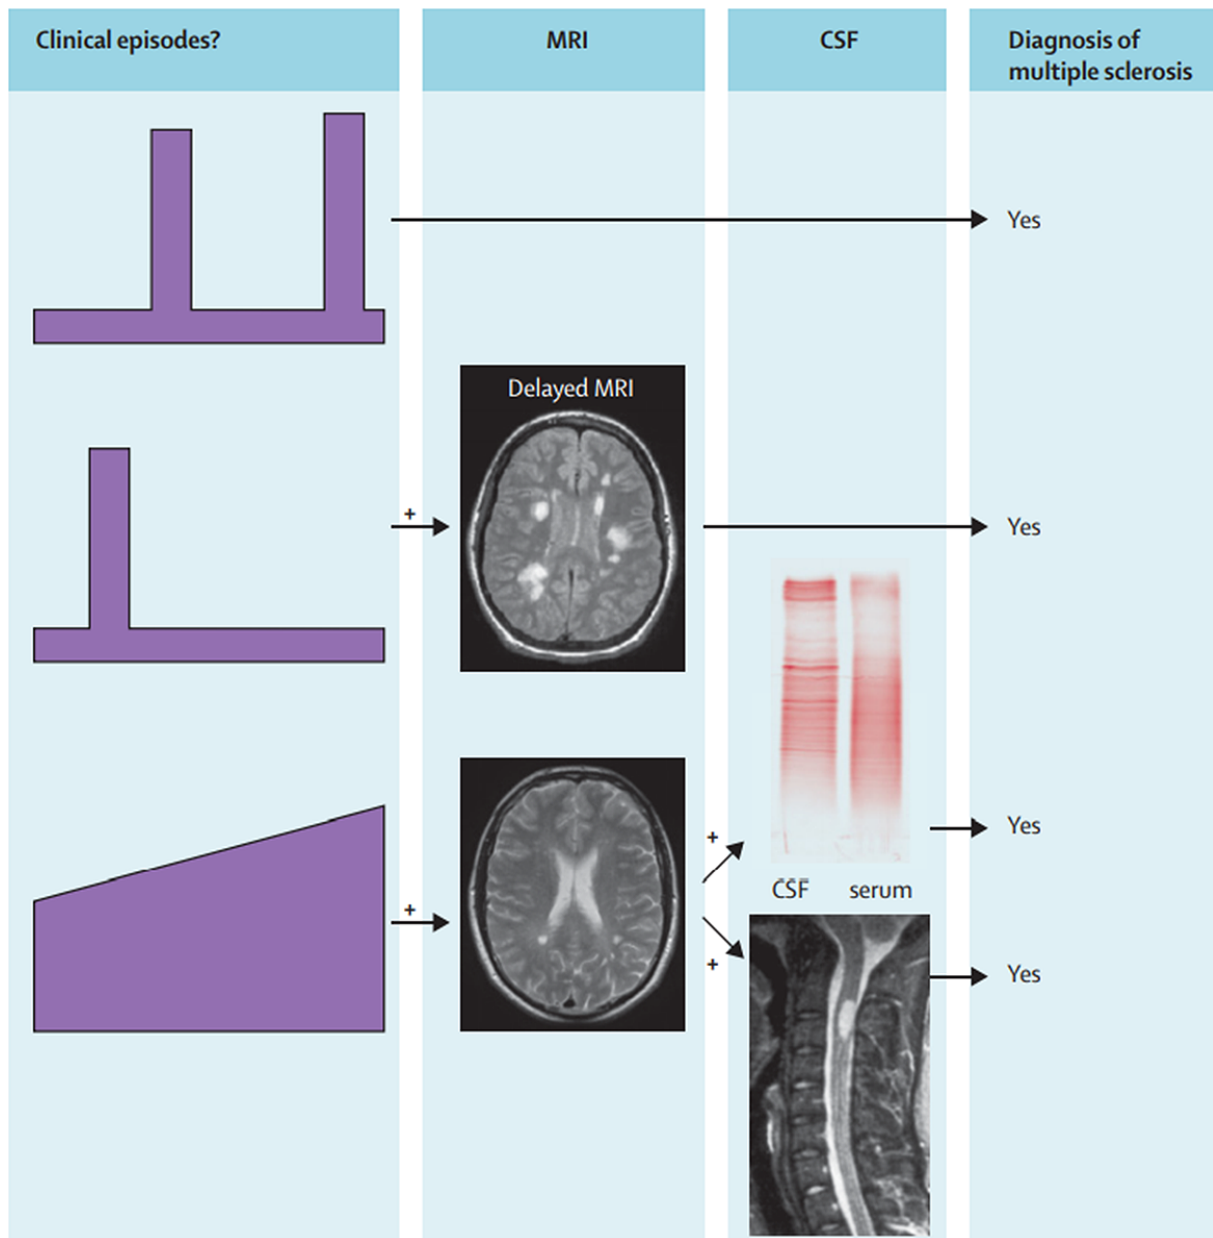 Clinical episodes?
MRI
CSF
Diagnosis of
multiple sclerosis
Yes
Delayed MRI
+
Yes
+
+
+
CSF
serum
Yes
Yes